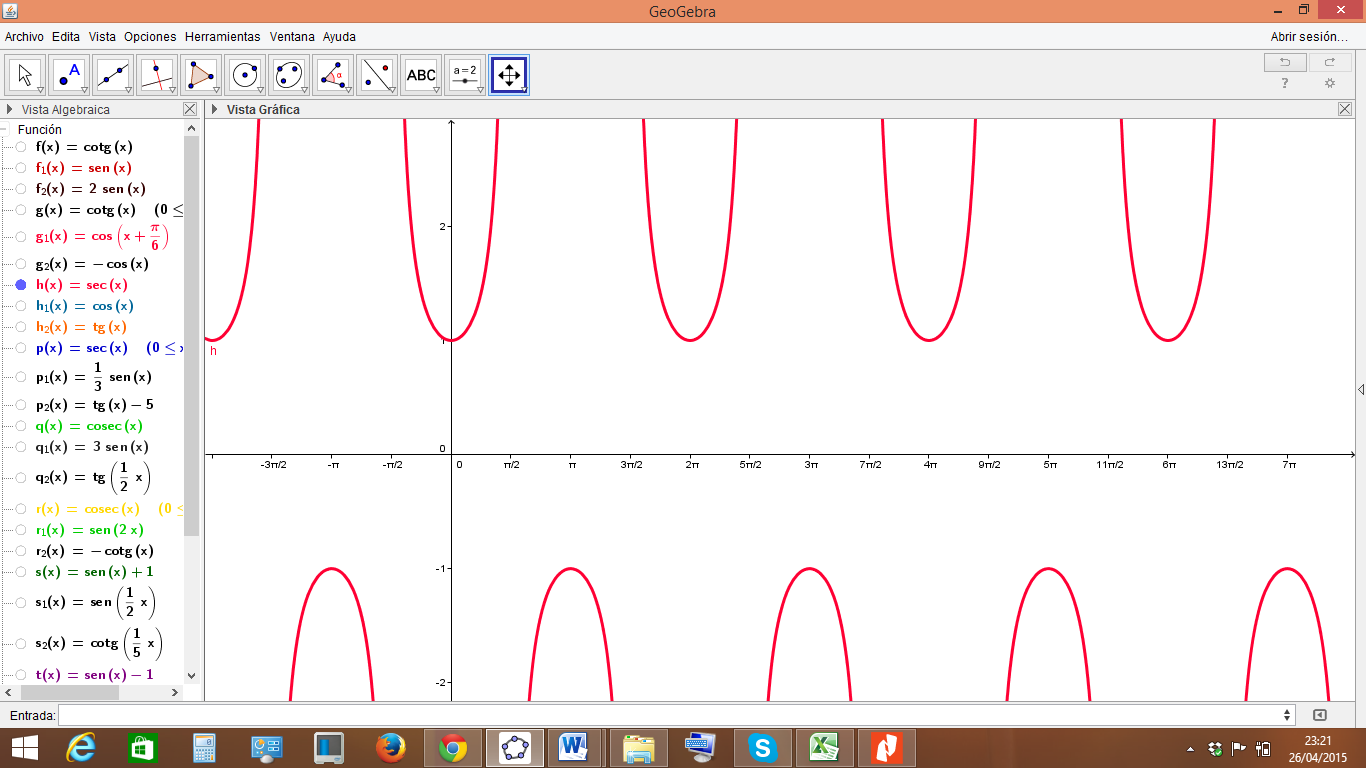 GeoGebra
Archivo Edita Vista Opciones Herramientas Ventana Ayuda
Abrir sesión...
A
α
ABC
a=2
?
Vista Algebraica
Vista Gráfica
Función
f(x) = cotg(x)
f₁(x) = sen(x)
f₂(x) = 2 sen(x)
g(x) = cotg(x) (0 ≤
g₁(x) = cos(x + π/6)
g₂(x) = -cos(x)
h(x) = sec(x)
h₁(x) = cos(x)
h₂(x) = tg(x)
p(x) = sec(x) (0 ≤ x
p₁(x) = 1/3 sen(x)
p₂(x) = tg(x) - 5
q(x) = cosec(x)
q₁(x) = 3 sen(x)
q₂(x) = tg(1/2 x)
r(x) = cosec(x) (0 ≤
r₁(x) = sen(2 x)
r₂(x) = -cotg(x)
s(x) = sen(x) + 1
s₁(x) = sen(1/2 x)
s₂(x) = cotg(1/5 x)
t(x) = sen(x) - 1
2
h
0
-3π/2 -π -π/2 0 π/2 π 3π/2 2π 5π/2 3π 7π/2 4π 9π/2 5π 11π/2 6π 13π/2 7π
-1
-2
Entrada:
23:21
26/04/2015